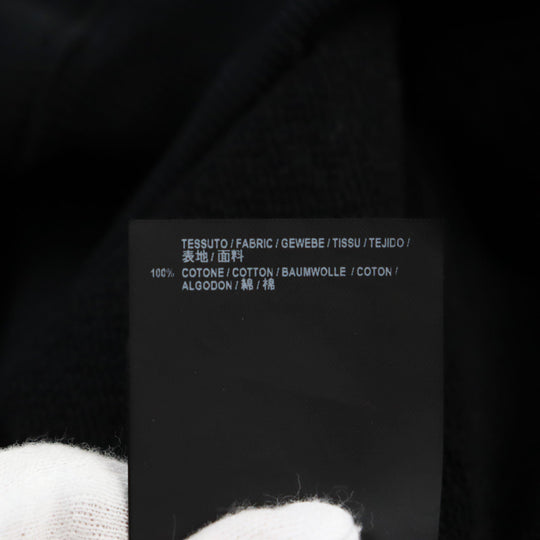 TESSUTO / FABRIC / GEWEBE / TISSU / TEJIDO /
表地 / 面料
100% COTONE / COTTON / BAUMWOLLE / COTON /
ALGODON / 綿 / 棉